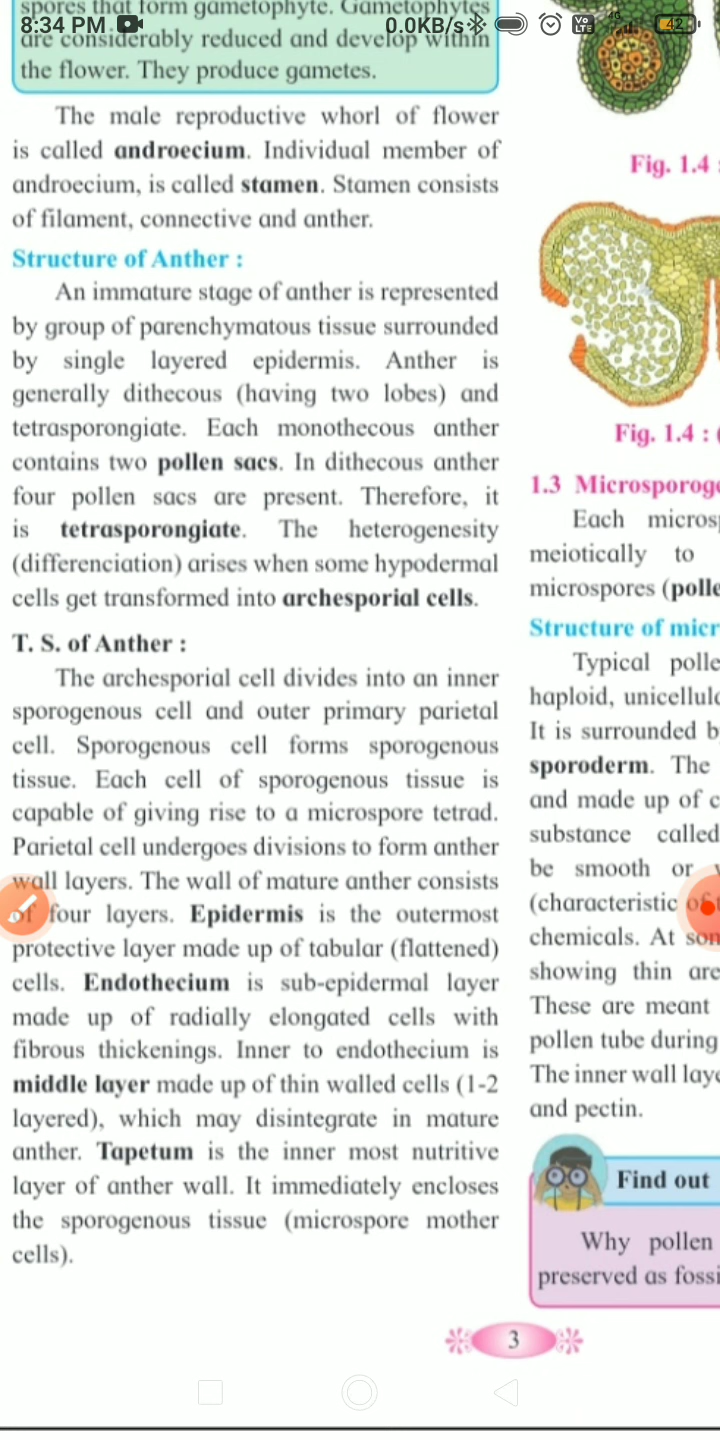 spores that form gametophyte. Gametophytes
8:34 PM
0.0KB/s
Vo
LTE
4G
42
are considerably reduced and develop within
the flower. They produce gametes.
The male reproductive whorl of flower
is called androecium. Individual member of
androecium, is called stamen. Stamen consists
of filament, connective and anther.
Structure of Anther :
An immature stage of anther is represented
by group of parenchymatous tissue surrounded
by single layered epidermis. Anther is
generally dithecous (having two lobes) and
tetrasporongiate. Each monothecous anther
contains two pollen sacs. In dithecous anther
four pollen sacs are present. Therefore, it
is tetrasporongiate. The heterogenesity
(differenciation) arises when some hypodermal
cells get transformed into archesporial cells.
T. S. of Anther :
The archesporial cell divides into an inner
sporogenous cell and outer primary parietal
cell. Sporogenous cell forms sporogenous
tissue. Each cell of sporogenous tissue is
capable of giving rise to a microspore tetrad.
Parietal cell undergoes divisions to form anther
wall layers. The wall of mature anther consists
of four layers. Epidermis is the outermost
protective layer made up of tabular (flattened)
cells. Endothecium is sub-epidermal layer
made up of radially elongated cells with
fibrous thickenings. Inner to endothecium is
middle layer made up of thin walled cells (1-2
layered), which may disintegrate in mature
anther. Tapetum is the inner most nutritive
layer of anther wall. It immediately encloses
the sporogenous tissue (microspore mother
cells).
Fig. 1.4 :
Fig. 1.4 : (
1.3 Microsporoge
Each microsp
meiotically to
microspores (polle
Structure of micr
Typical polle
haploid, unicellula
It is surrounded b
sporoderm. The
and made up of c
substance called
be smooth or
(characteristic of
chemicals. At som
showing thin are
These are meant
pollen tube during
The inner wall laye
and pectin.
Find out
Why pollen
preserved as fossi
3